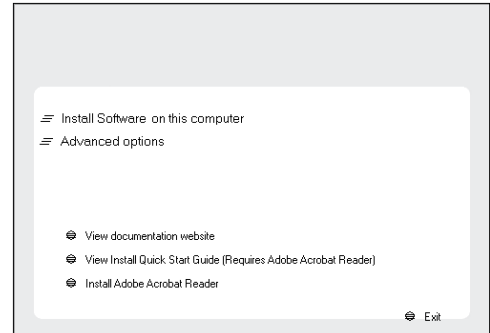 Install Software on this computer
Advanced options
View documentation website
View Install Quick Start Guide (Requires Adobe Acrobat Reader)
Install Adobe Acrobat Reader
Exit